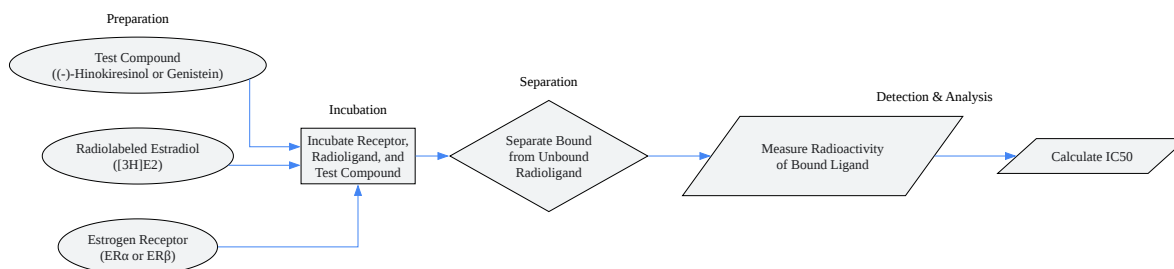 Preparation
Test Compound
((-)-Hinokiresinol or Genistein)
Radiolabeled Estradiol
([3H]E2)
Estrogen Receptor
(ERα or ERβ)
Incubation
Incubate Receptor,
Radioligand, and
Test Compound
Separation
Separate Bound
from Unbound
Radioligand
Detection & Analysis
Measure Radioactivity
of Bound Ligand
Calculate IC50